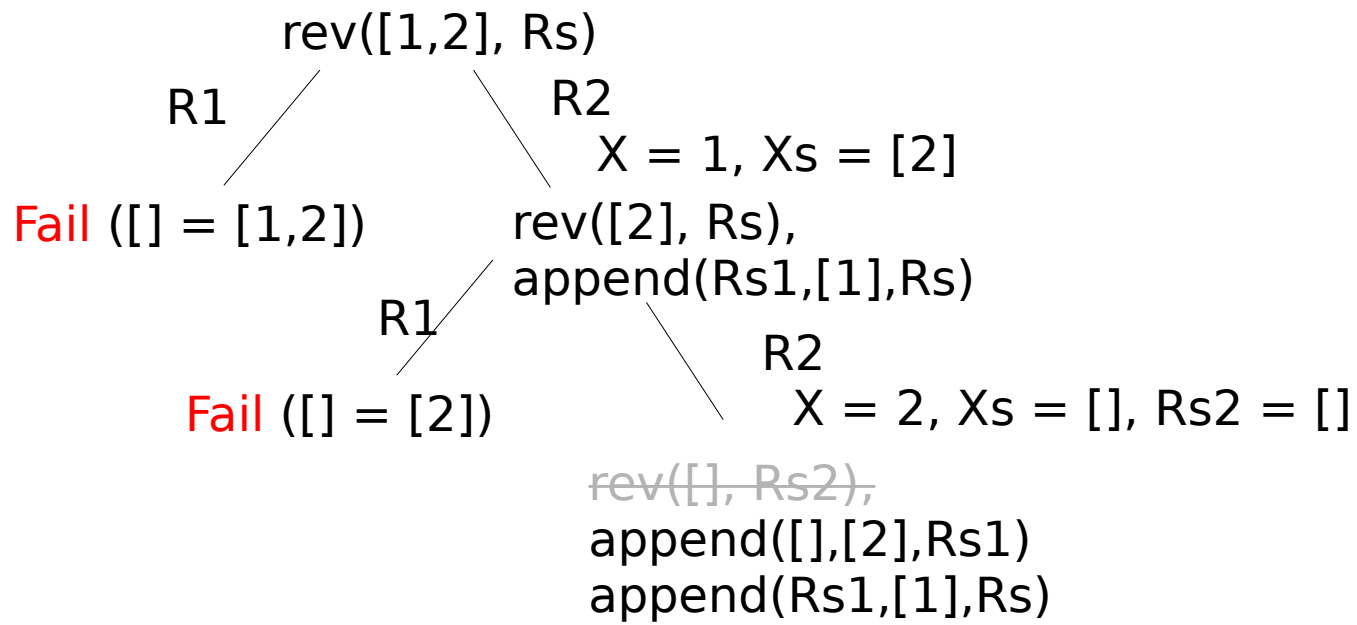 rev([1,2], Rs)
R1
R2
X = 1, Xs = [2]
Fail ([] = [1,2])
rev([2], Rs),
append(Rs1,[1],Rs)
R1
R2
X = 2, Xs = [], Rs2 = []
Fail ([] = [2])
rev([], Rs2),
append([],[2],Rs1)
append(Rs1,[1],Rs)